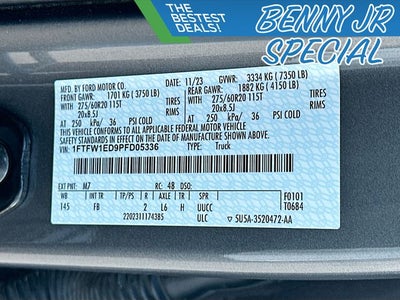 THE
BESTEST
DEALS!
BENNY JR
SPECIAL
MFD. BY FORD MOTOR CO.
11/23 GVWR: 3334 KG ( 7350 LB)
FRONT GAWR: 1701 KG ( 3750 LB)
REAR GAWR: 1882 KG ( 4150 LB)
275/60R20 115T TIRES
275/60R20 115T TIRES
20x8.5J RIMS
20x8.5J RIMS
AT 250 kPa/ 36 PSI COLD
AT 250 kPa/ 36 PSI COLD
THIS VEHICLE CONFORMS TO ALL APPLICABLE FEDERAL MOTOR VEHICLE
SAFETY STANDARDS IN EFFECT ON THE DATE OF MANUFACTURE SHOWN ABOVE.
VIN: 1FTFW1ED9PFD05336 TYPE: Truck
EXT PNT: M7 RC: 48 DSO:
WB BRK INT TR TP/PS R AXLE TR SPR F0101
145 FB 2 L6 H UUCC T0684
2202311174385 ULC 5U5A-3520472-AA